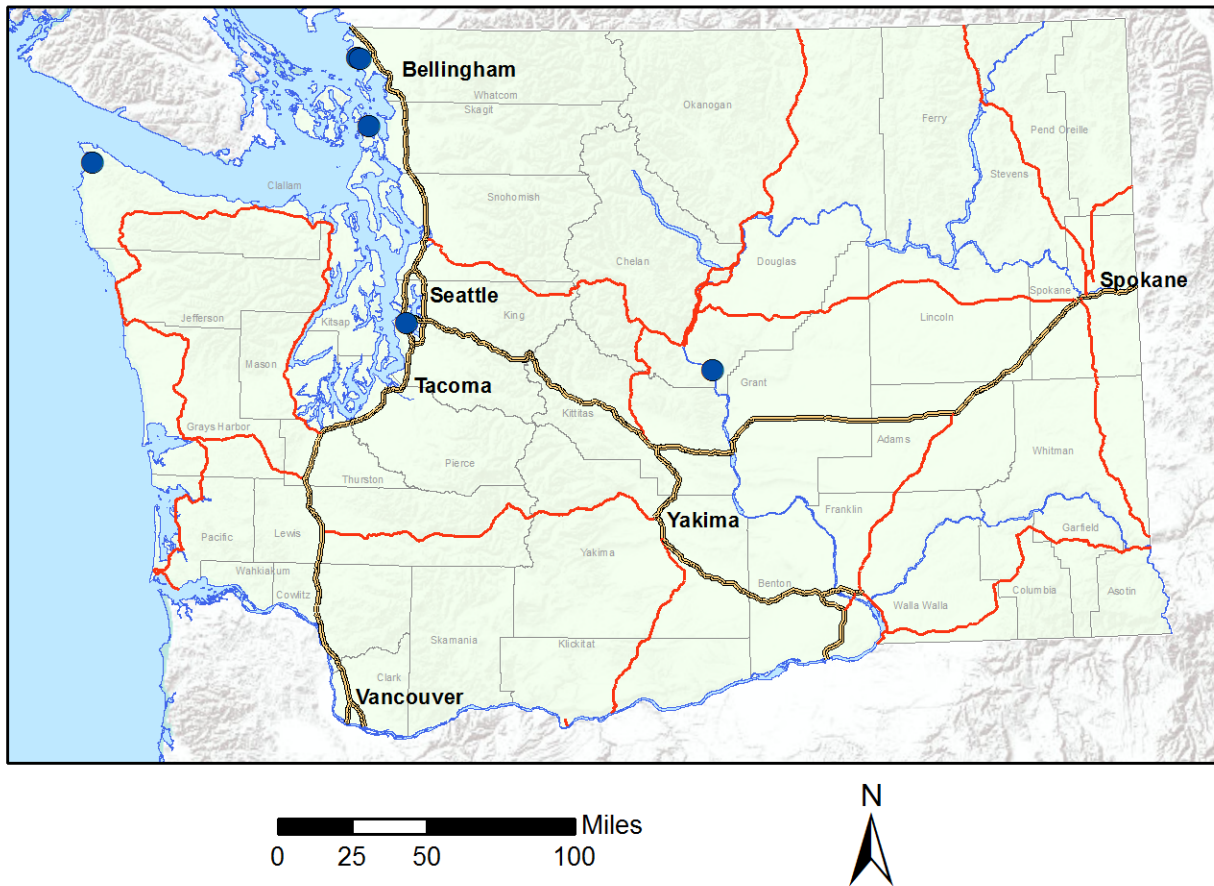 Bellingham
Whatcom
Skagit
Okanogan
Ferry
Pend Oreille
Stevens
Clallam
Snohomish
Chelan
Douglas
Spokane
Spokane
Seattle
Jefferson
Kitsap
King
Lincoln
Mason
Tacoma
Grant
Kittitas
Grays Harbor
Adams
Pierce
Whitman
Thurston
Yakima
Franklin
Pacific
Lewis
Garfield
Yakima
Wahkiakum
Benton
Cowlitz
Walla Walla
Columbia
Asotin
Skamania
Klickitat
Clark
Vancouver
Miles
0 25 50 100
N